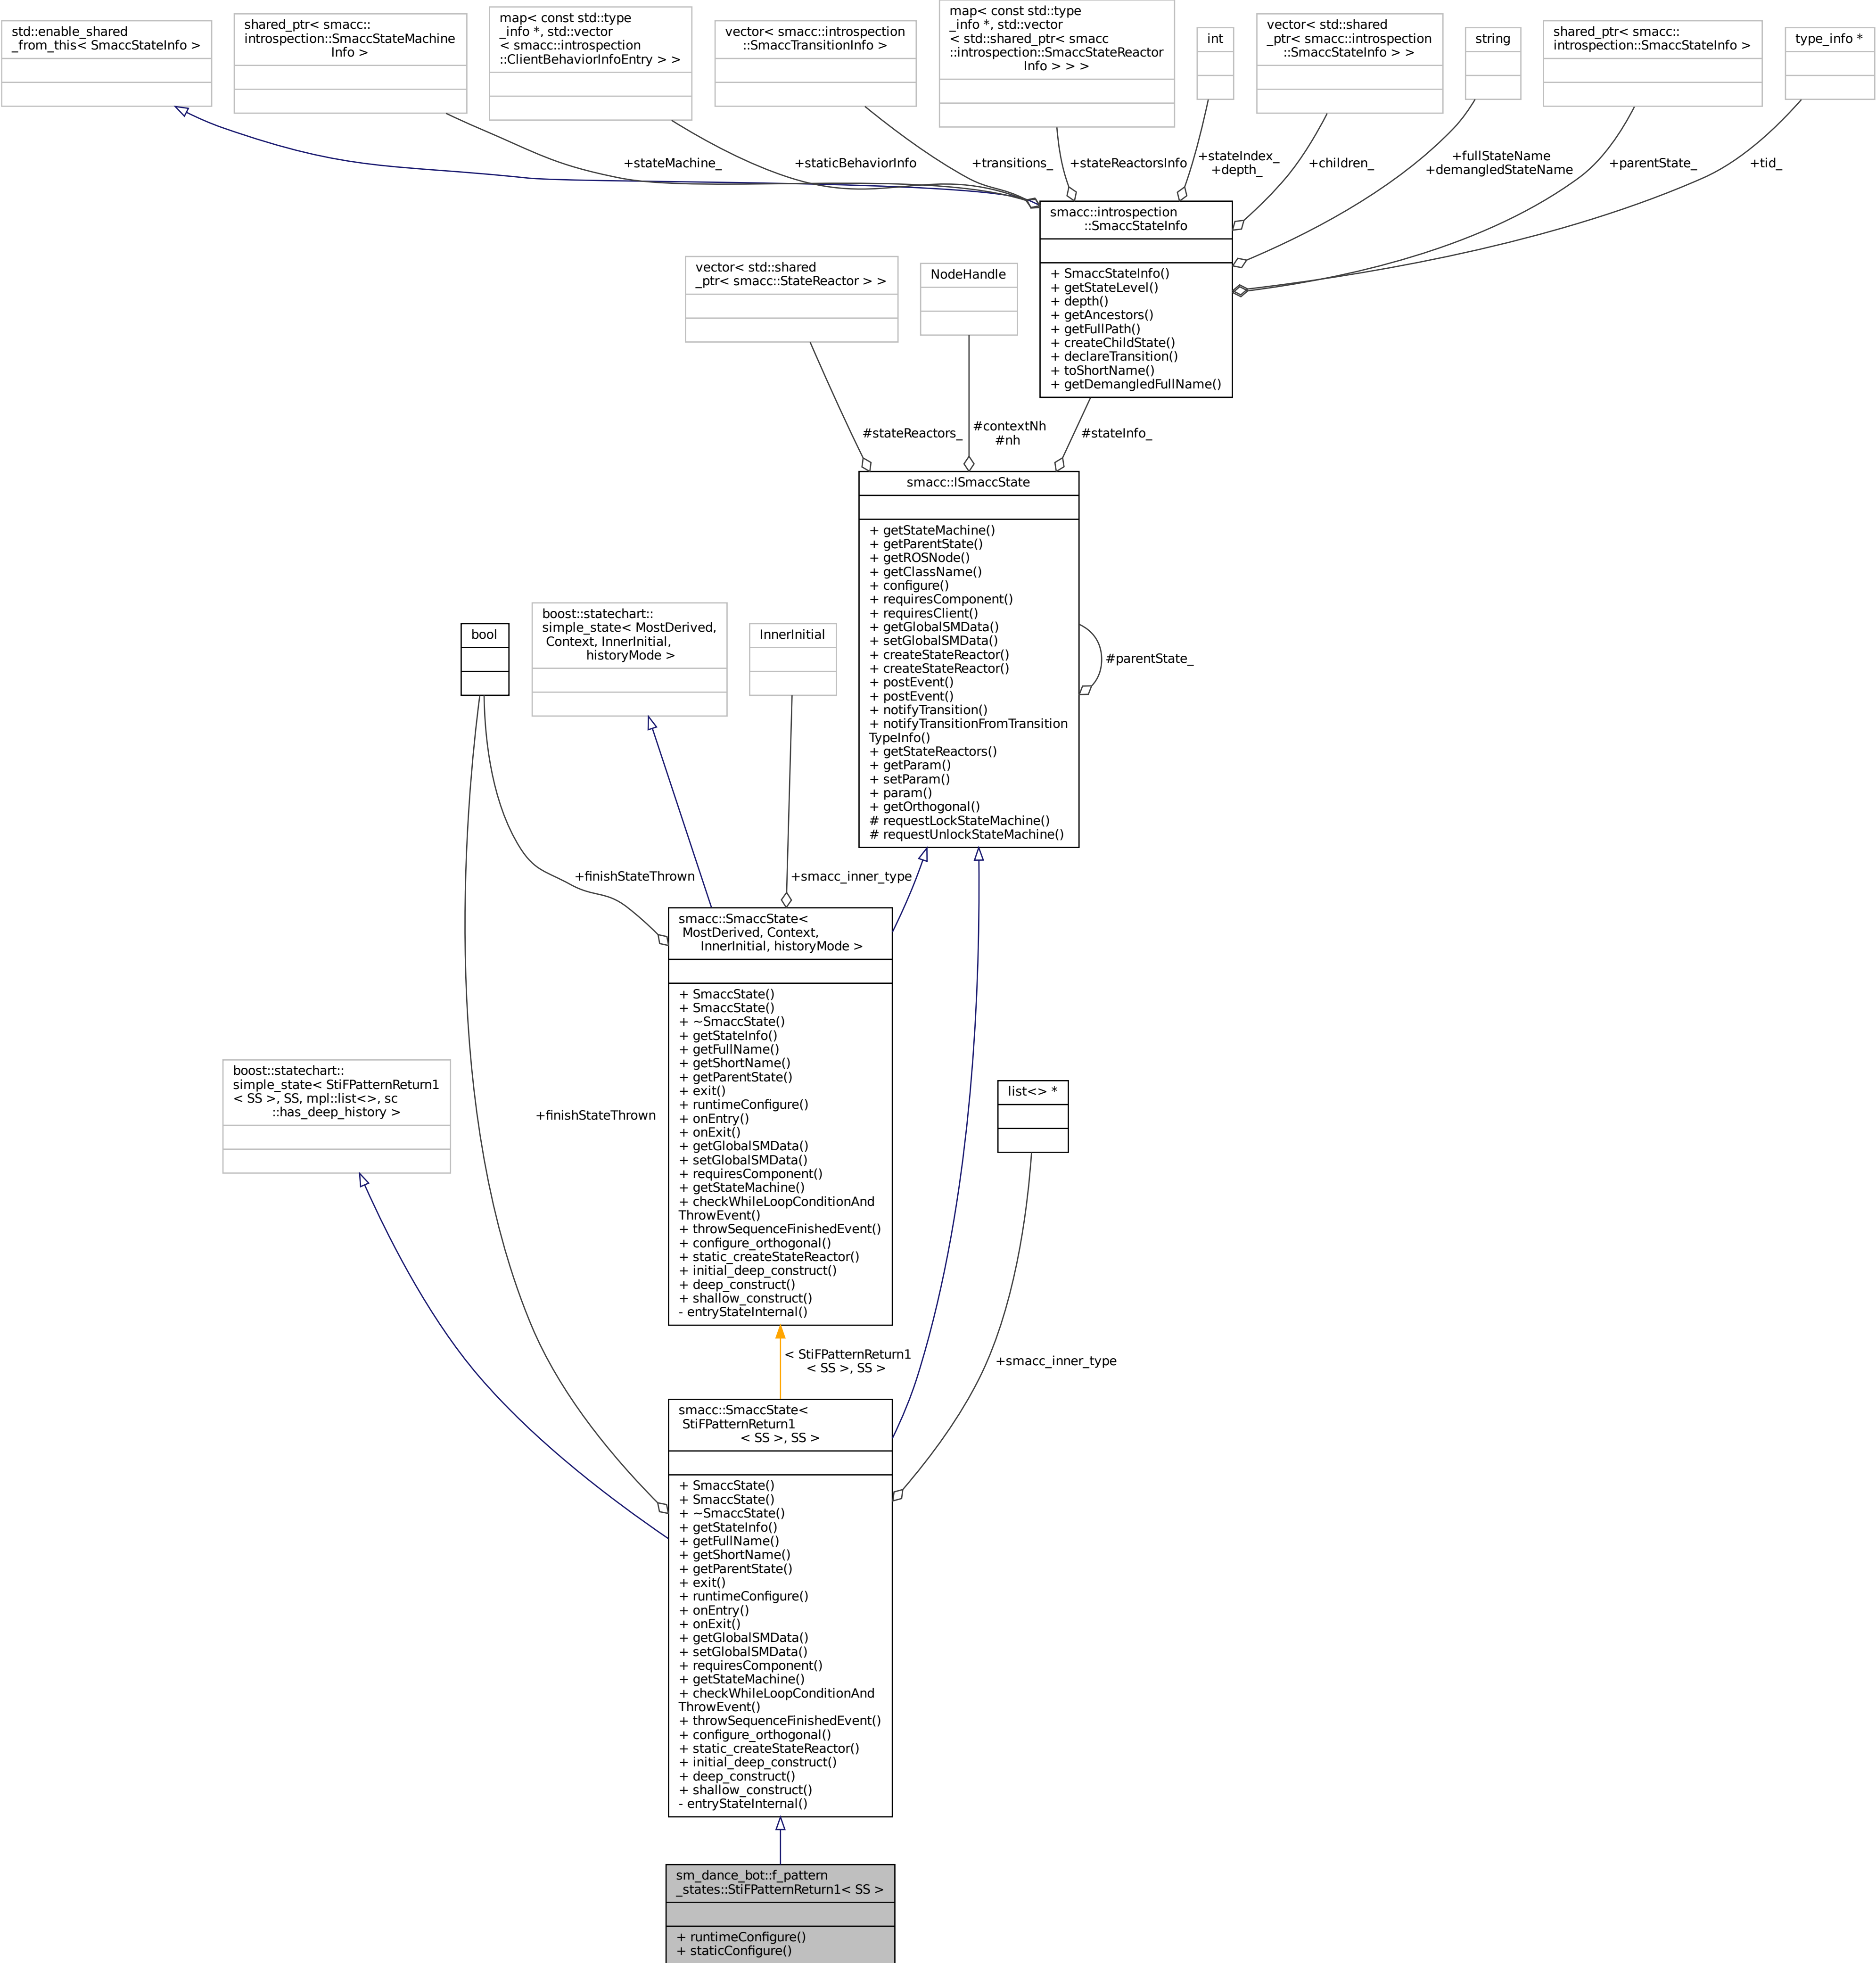 std::enable_shared
_from_this< SmaccStateInfo >
shared_ptr< smacc::
introspection::SmaccStateMachine
Info >
map< const std::type
_info *, std::vector
< smacc::introspection
::ClientBehaviorInfoEntry > >
vector< smacc::introspection
::SmaccTransitionInfo >
map< const std::type
_info *, std::vector
< std::shared_ptr< smacc
::introspection::SmaccStateReactor
Info > > >
int
vector< std::shared
_ptr< smacc::introspection
::SmaccStateInfo > >
string
shared_ptr< smacc::
introspection::SmaccStateInfo >
type_info *
+stateMachine_
+staticBehaviorInfo
+transitions_
+stateReactorsInfo
+stateIndex_
+depth_
+children_
+fullStateName
+demangledStateName
+parentState_
+tid_
smacc::introspection
::SmaccStateInfo
+ SmaccStateInfo()
+ getStateLevel()
+ depth()
+ getAncestors()
+ getFullPath()
+ createChildState()
+ declareTransition()
+ toShortName()
+ getDemangledFullName()
vector< std::shared
_ptr< smacc::StateReactor > >
NodeHandle
#stateReactors_
#contextNh
#nh
#stateInfo_
smacc::ISmaccState
+ getStateMachine()
+ getParentState()
+ getROSNode()
+ getClassName()
+ configure()
+ requiresComponent()
+ requiresClient()
+ getGlobalSMData()
+ setGlobalSMData()
+ createStateReactor()
+ createStateReactor()
+ postEvent()
+ postEvent()
+ notifyTransition()
+ notifyTransitionFromTransition
TypeInfo()
+ getStateReactors()
+ getParam()
+ setParam()
+ param()
+ getOrthogonal()
# requestLockStateMachine()
# requestUnlockStateMachine()
#parentState_
bool
boost::statechart::
simple_state< MostDerived,
Context, InnerInitial,
historyMode >
InnerInitial
+finishStateThrown
+smacc_inner_type
smacc::SmaccState<
MostDerived, Context,
InnerInitial, historyMode >
+ SmaccState()
+ SmaccState()
+ ~SmaccState()
+ getStateInfo()
+ getFullName()
+ getShortName()
+ getParentState()
+ exit()
+ runtimeConfigure()
+ onEntry()
+ onExit()
+ getGlobalSMData()
+ setGlobalSMData()
+ requiresComponent()
+ getStateMachine()
+ checkWhileLoopConditionAnd
ThrowEvent()
+ throwSequenceFinishedEvent()
+ configure_orthogonal()
+ static_createStateReactor()
+ initial_deep_construct()
+ deep_construct()
+ shallow_construct()
- entryStateInternal()
boost::statechart::
simple_state< StiFPatternReturn1
< SS >, SS, mpl::list<>, sc
::has_deep_history >
+finishStateThrown
list<> *
< StiFPatternReturn1
< SS >, SS >
+smacc_inner_type
smacc::SmaccState<
StiFPatternReturn1
< SS >, SS >
+ SmaccState()
+ SmaccState()
+ ~SmaccState()
+ getStateInfo()
+ getFullName()
+ getShortName()
+ getParentState()
+ exit()
+ runtimeConfigure()
+ onEntry()
+ onExit()
+ getGlobalSMData()
+ setGlobalSMData()
+ requiresComponent()
+ getStateMachine()
+ checkWhileLoopConditionAnd
ThrowEvent()
+ throwSequenceFinishedEvent()
+ configure_orthogonal()
+ static_createStateReactor()
+ initial_deep_construct()
+ deep_construct()
+ shallow_construct()
- entryStateInternal()
sm_dance_bot::f_pattern
_states::StiFPatternReturn1< SS >
+ runtimeConfigure()
+ staticConfigure()